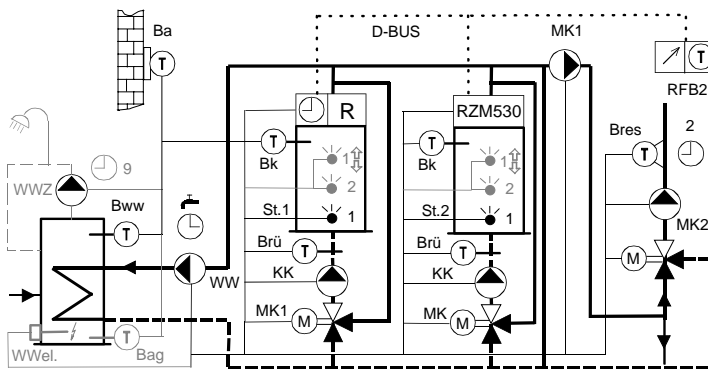 Ba
D-BUS
MK1
T
T
RFB2
R
RZM530
Bres
2
T
T
T
9
Bk
1
Bk
1
T
WWZ
2
2
Bww
St.1
1
St.2
1
T
MK2
Brü
T
Brü
T
M
WW
KK
KK
MK1
M
MK
M
T
WWel.
Bag